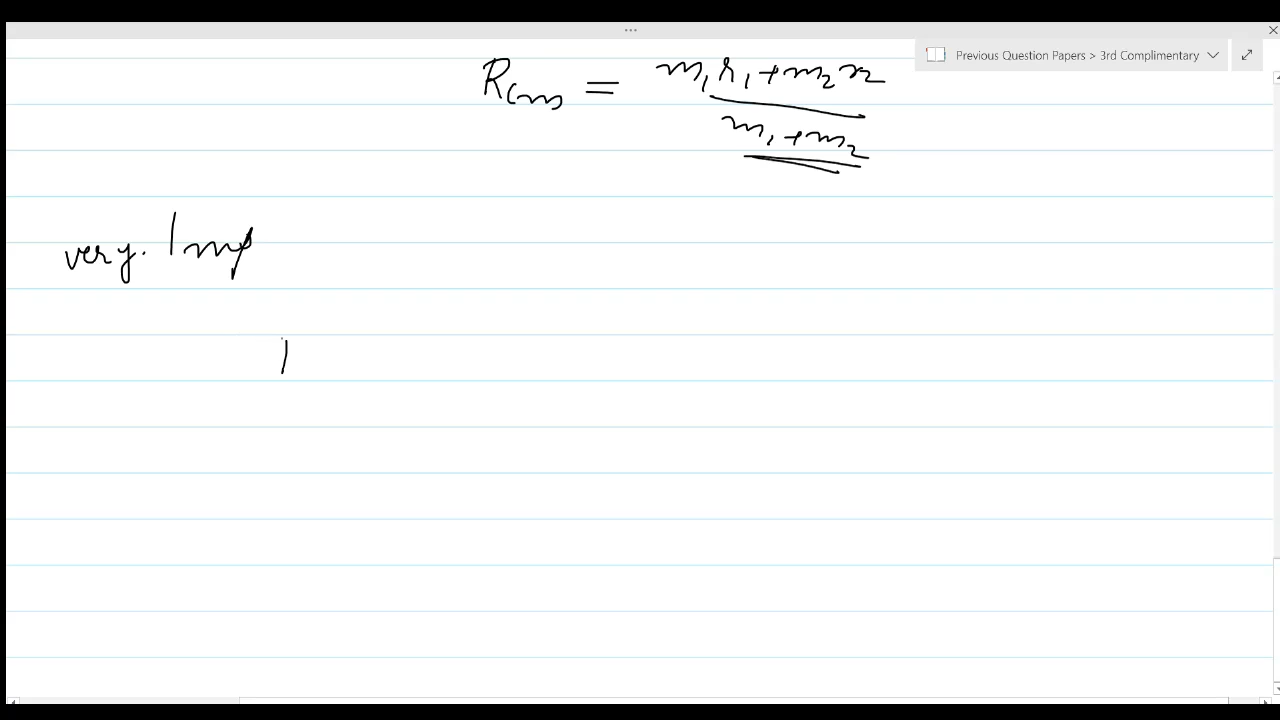 Previous Question Papers > 3rd Complimentary
Rcm = m₁r₁+m₂r₂
m₁+m₂
very. Imp